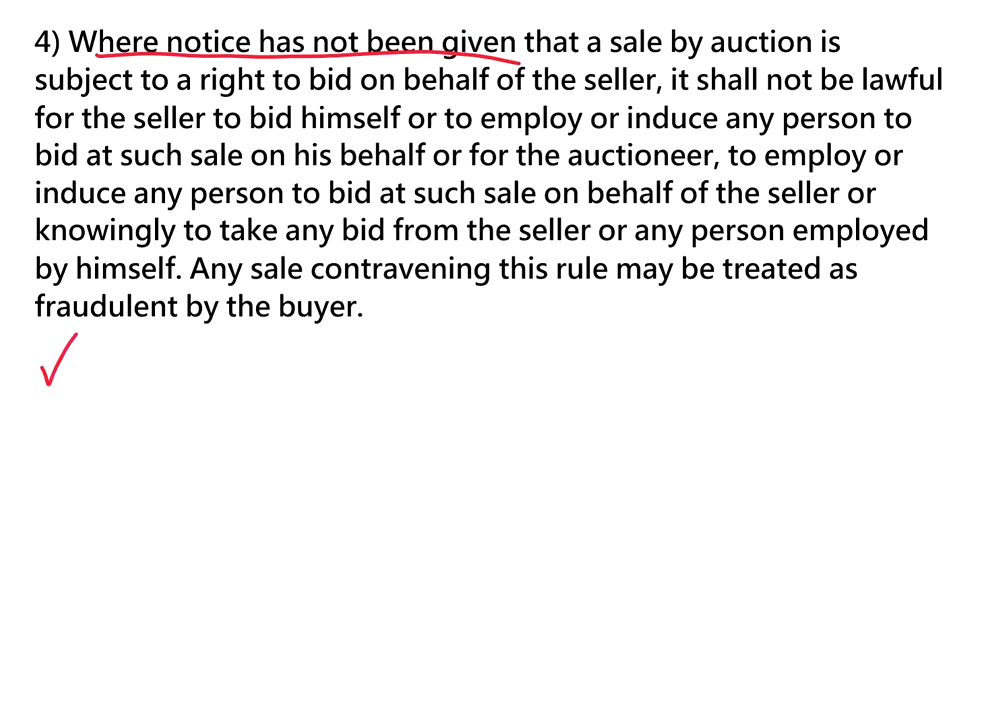 4) Where notice has not been given that a sale by auction is
subject to a right to bid on behalf of the seller, it shall not be lawful
for the seller to bid himself or to employ or induce any person to
bid at such sale on his behalf or for the auctioneer, to employ or
induce any person to bid at such sale on behalf of the seller or
knowingly to take any bid from the seller or any person employed
by himself. Any sale contravening this rule may be treated as
fraudulent by the buyer.